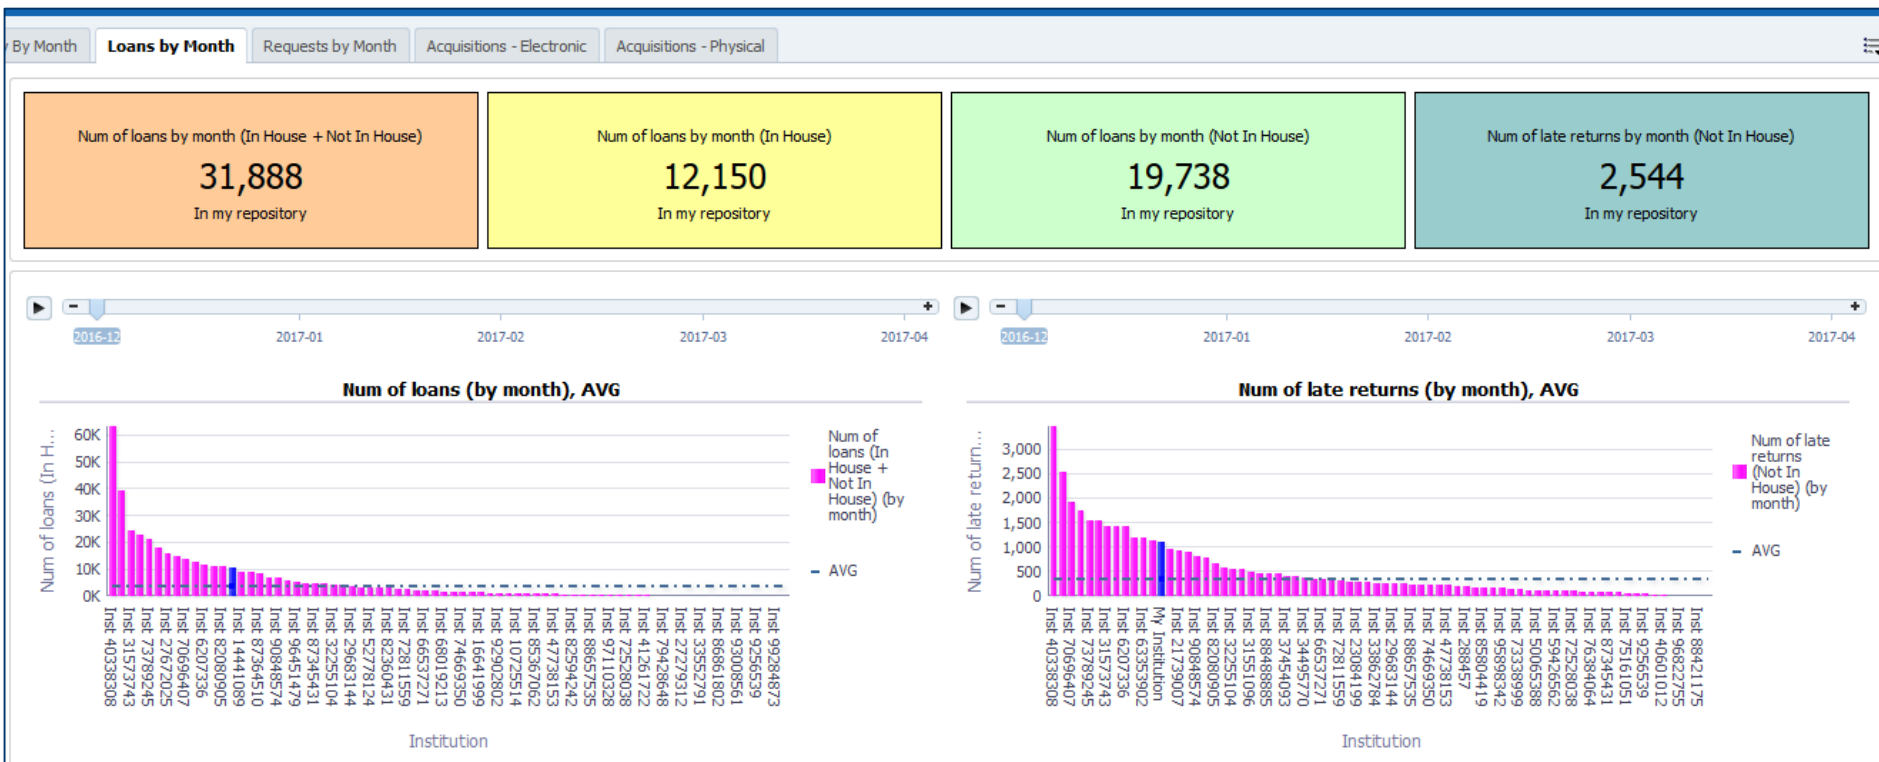 By Month
Loans by Month
Requests by Month
Acquisitions - Electronic
Acquisitions - Physical
Num of loans by month (In House + Not In House)
31,888
In my repository
Num of loans by month (In House)
12,150
In my repository
Num of loans by month (Not In House)
19,738
In my repository
Num of late returns by month (Not In House)
2,544
In my repository
2016-12
2017-01
2017-02
2017-03
2017-04
2016-12
2017-01
2017-02
2017-03
2017-04
Num of loans (by month), AVG
Num of loans (In H...
60K
50K
40K
30K
20K
10K
0K
Inst 40338308
Inst 31573743
Inst 73789245
Inst 27672025
Inst 70696407
Inst 6207336
Inst 82080905
Inst 14441089
Inst 87364510
Inst 90848574
Inst 96451479
Inst 87345431
Inst 32255104
Inst 29683144
Inst 52778124
Inst 82360431
Inst 72811559
Inst 66537271
Inst 68019213
Inst 74669350
Inst 16641999
Inst 92902802
Inst 10725514
Inst 85367062
Inst 47738153
Inst 82594242
Inst 88657535
Inst 97110328
Inst 72528038
Inst 41261722
Inst 79428648
Inst 27279312
Inst 33552791
Inst 86861802
Inst 93008561
Inst 9256539
Inst 99284873
Institution
Num of
loans (In
House +
Not In
House) (by
month)
AVG
Num of late returns (by month), AVG
Num of late return...
3,000
2,500
2,000
1,500
1,000
500
0
Inst 40338308
Inst 70696407
Inst 73789245
Inst 31573743
Inst 6207336
Inst 63353902
My Institution
Inst 21739007
Inst 90848574
Inst 82080905
Inst 32255104
Inst 31551096
Inst 88488885
Inst 37454093
Inst 34495770
Inst 66537271
Inst 72811559
Inst 23084199
Inst 33862784
Inst 29683144
Inst 88657535
Inst 74669350
Inst 47738153
Inst 288457
Inst 85804419
Inst 95898342
Inst 73338999
Inst 50065388
Inst 59426562
Inst 72528038
Inst 76384064
Inst 87345431
Inst 75161051
Inst 9256539
Inst 40601012
Inst 96822755
Inst 88421175
Institution
Num of late
returns
(Not In
House) (by
month)
AVG